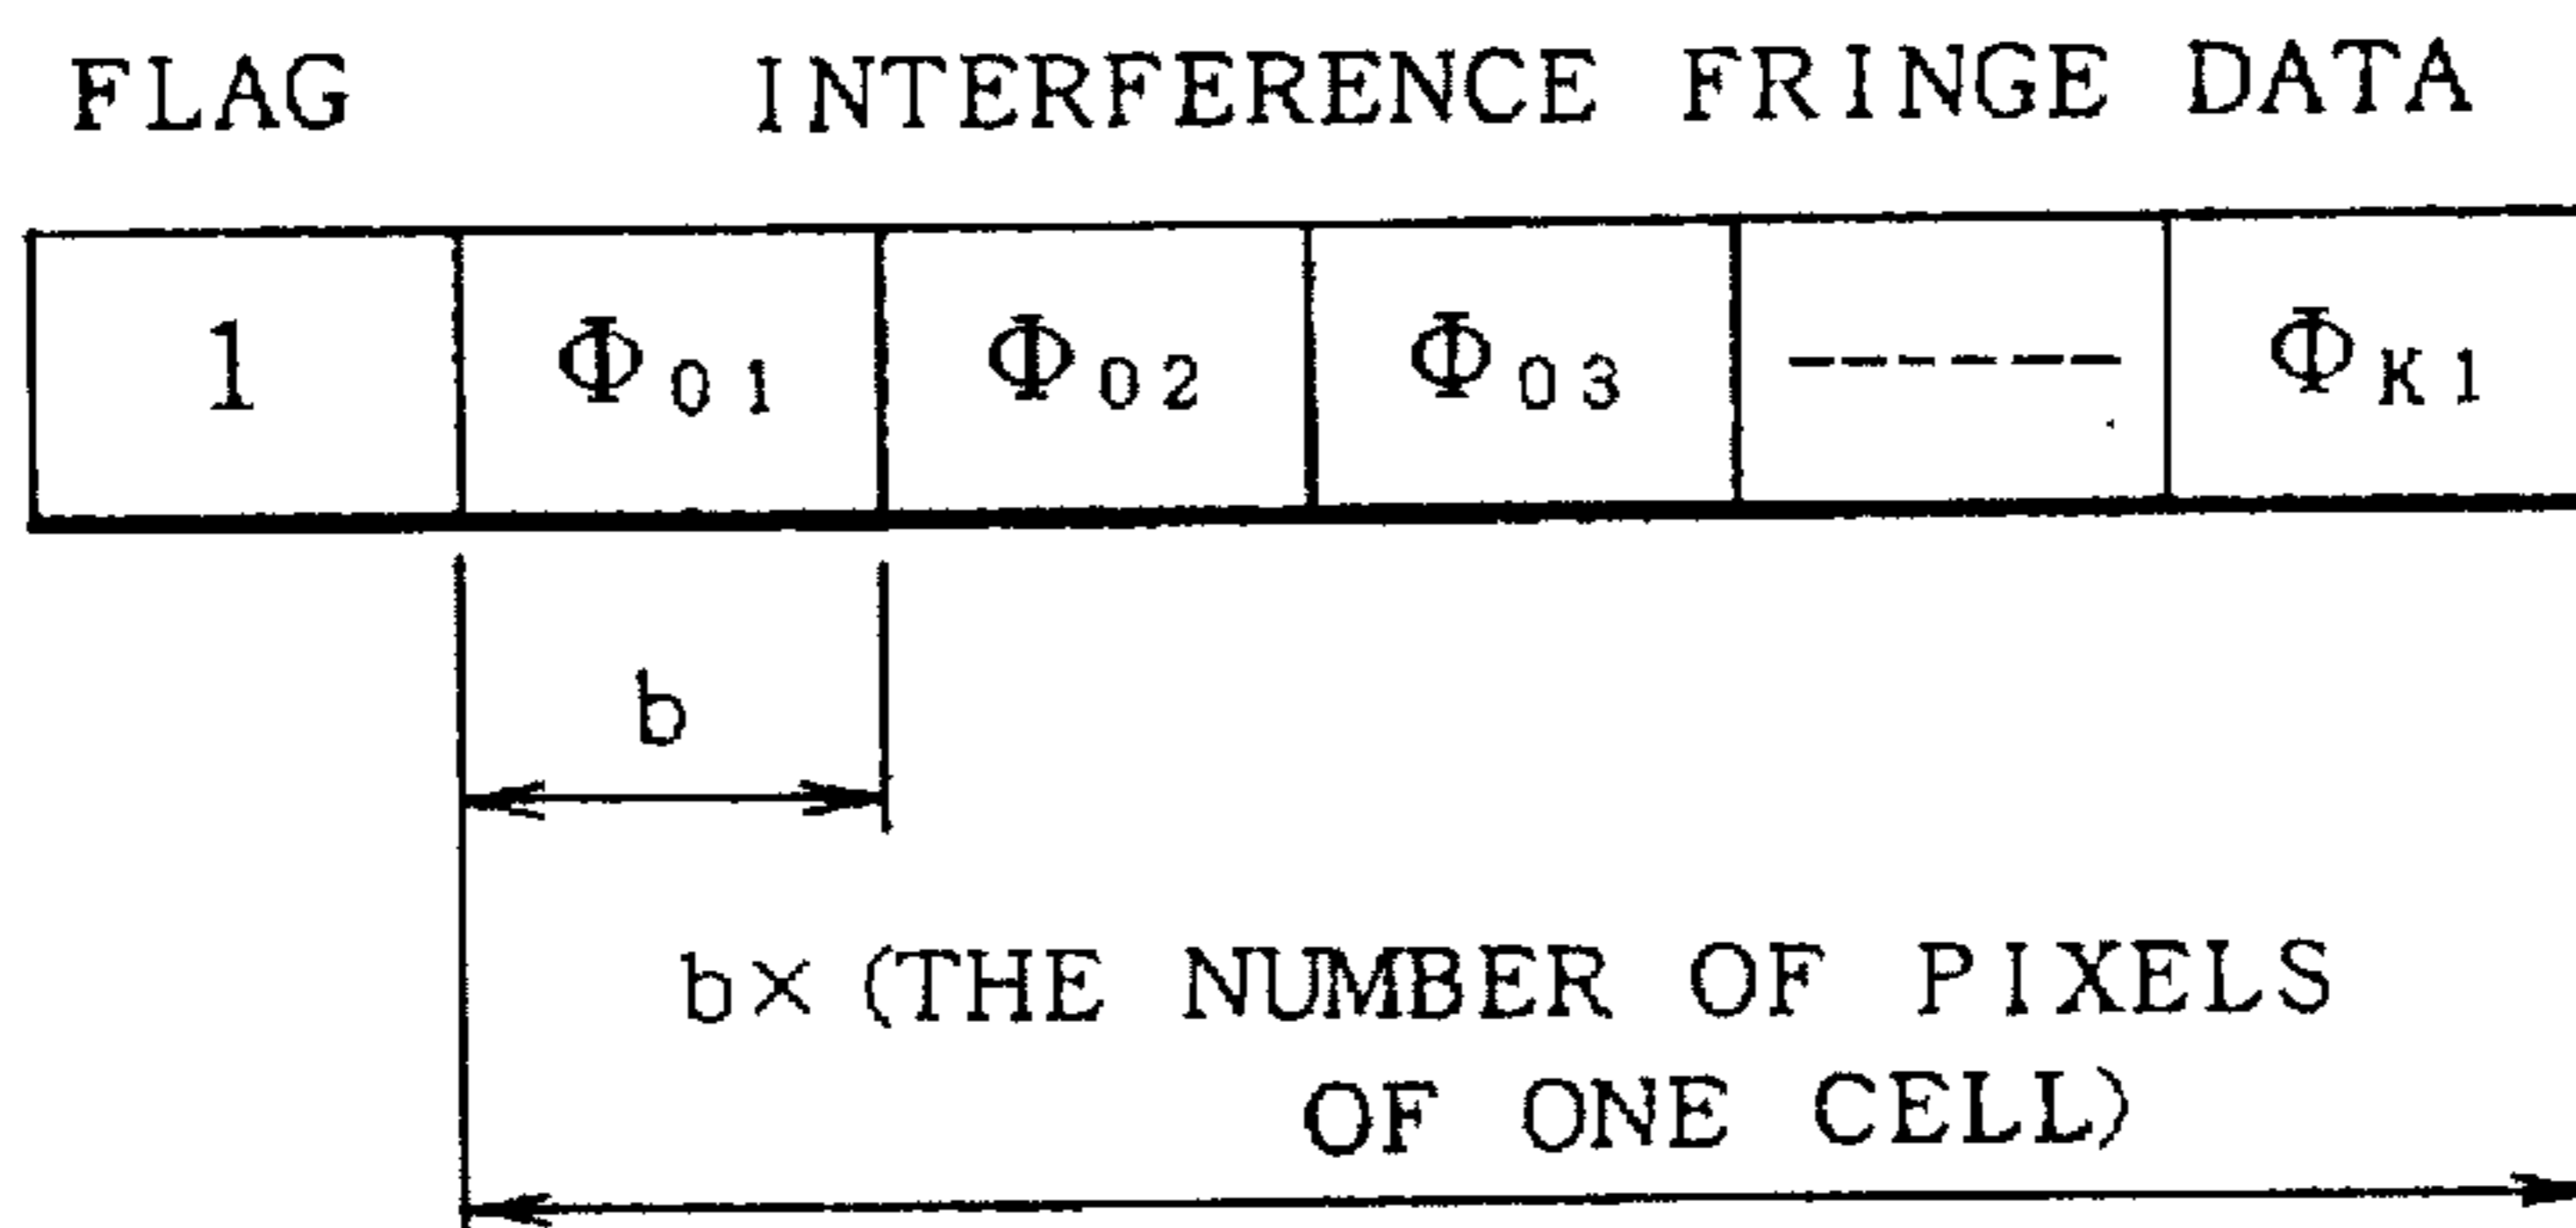 FLAG INTERFERENCE FRINGE DATA
1 Φ01 Φ02 Φ03 ------ ΦK1
b
b× (THE NUMBER OF PIXELS
OF ONE CELL)